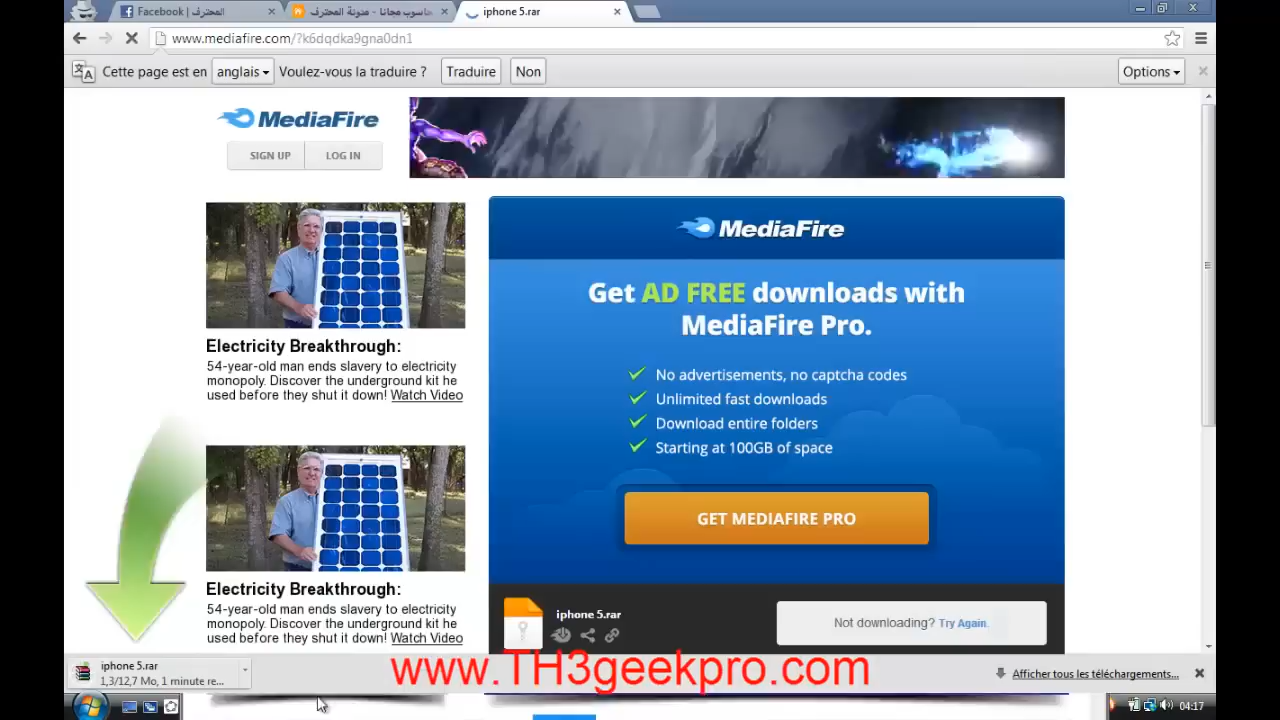 Facebook | المحترف
حاسوب مجانا - مدونة المحترف
iphone 5.rar
www.mediafire.com/?k6dqdka9gna0dn1
Cette page est en anglais Voulez-vous la traduire ? Traduire Non Options
MediaFire
SIGN UP LOG IN
Electricity Breakthrough:
54-year-old man ends slavery to electricity
monopoly. Discover the underground kit he
used before they shut it down! Watch Video
Electricity Breakthrough:
54-year-old man ends slavery to electricity
monopoly. Discover the underground kit he
used before they shut it down! Watch Video
MediaFire
Get AD FREE downloads with
MediaFire Pro.
No advertisements, no captcha codes
Unlimited fast downloads
Download entire folders
Starting at 100GB of space
GET MEDIAFIRE PRO
iphone 5.rar
Not downloading? Try Again.
iphone 5.rar
1,3/12,7 Mo, 1 minute re...
www.TH3geekpro.com
Afficher tous les téléchargements...
04:17